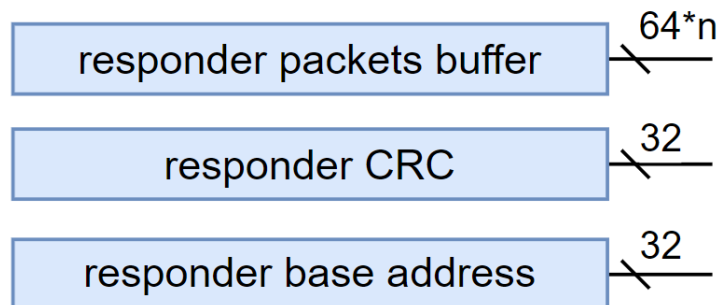 64*n
responder packets buffer
32
responder CRC
32
responder base address